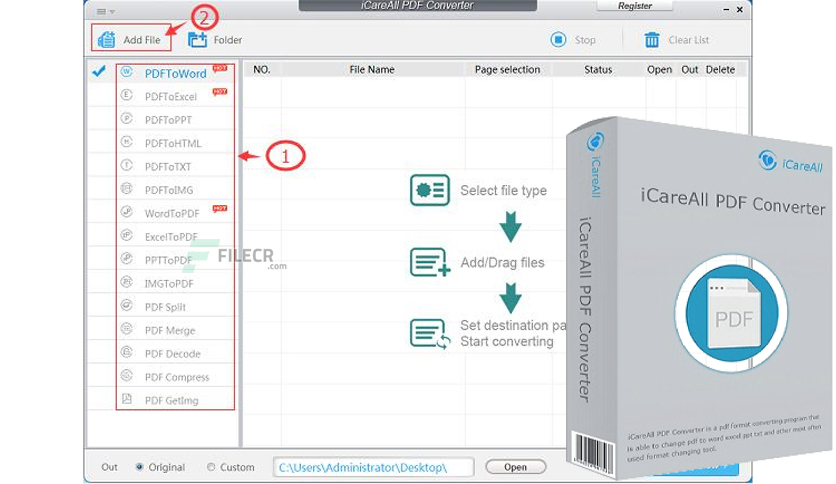 iCareAll PDF Converter
Register
Add File
2
Folder
Stop
Clear List
NO.
File Name
Page selection
Status
Open
Out
Delete
PDFToWord HOT
PDFToExcel HOT
PDFToPPT
PDFToHTML
PDFToTXT
PDFToIMG
WordToPDF HOT
ExcelToPDF
PPTToPDF
IMGToPDF
PDF Split
PDF Merge
PDF Decode
PDF Compress
PDF GetImg
1
FILECR
.com
Select file type
Add/Drag files
Set destination pa
Start converting
Out
Original
Custom
C:\Users\Administrator\Desktop\
Open
iCareAll
iCareAll PDF Converter
iCareAll
iCareAll PDF Converter
PDF
iCareAll PDF Converter is a pdf format converting program that
is able to change pdf to word excel ppt txt and other most often
used format changing tool.